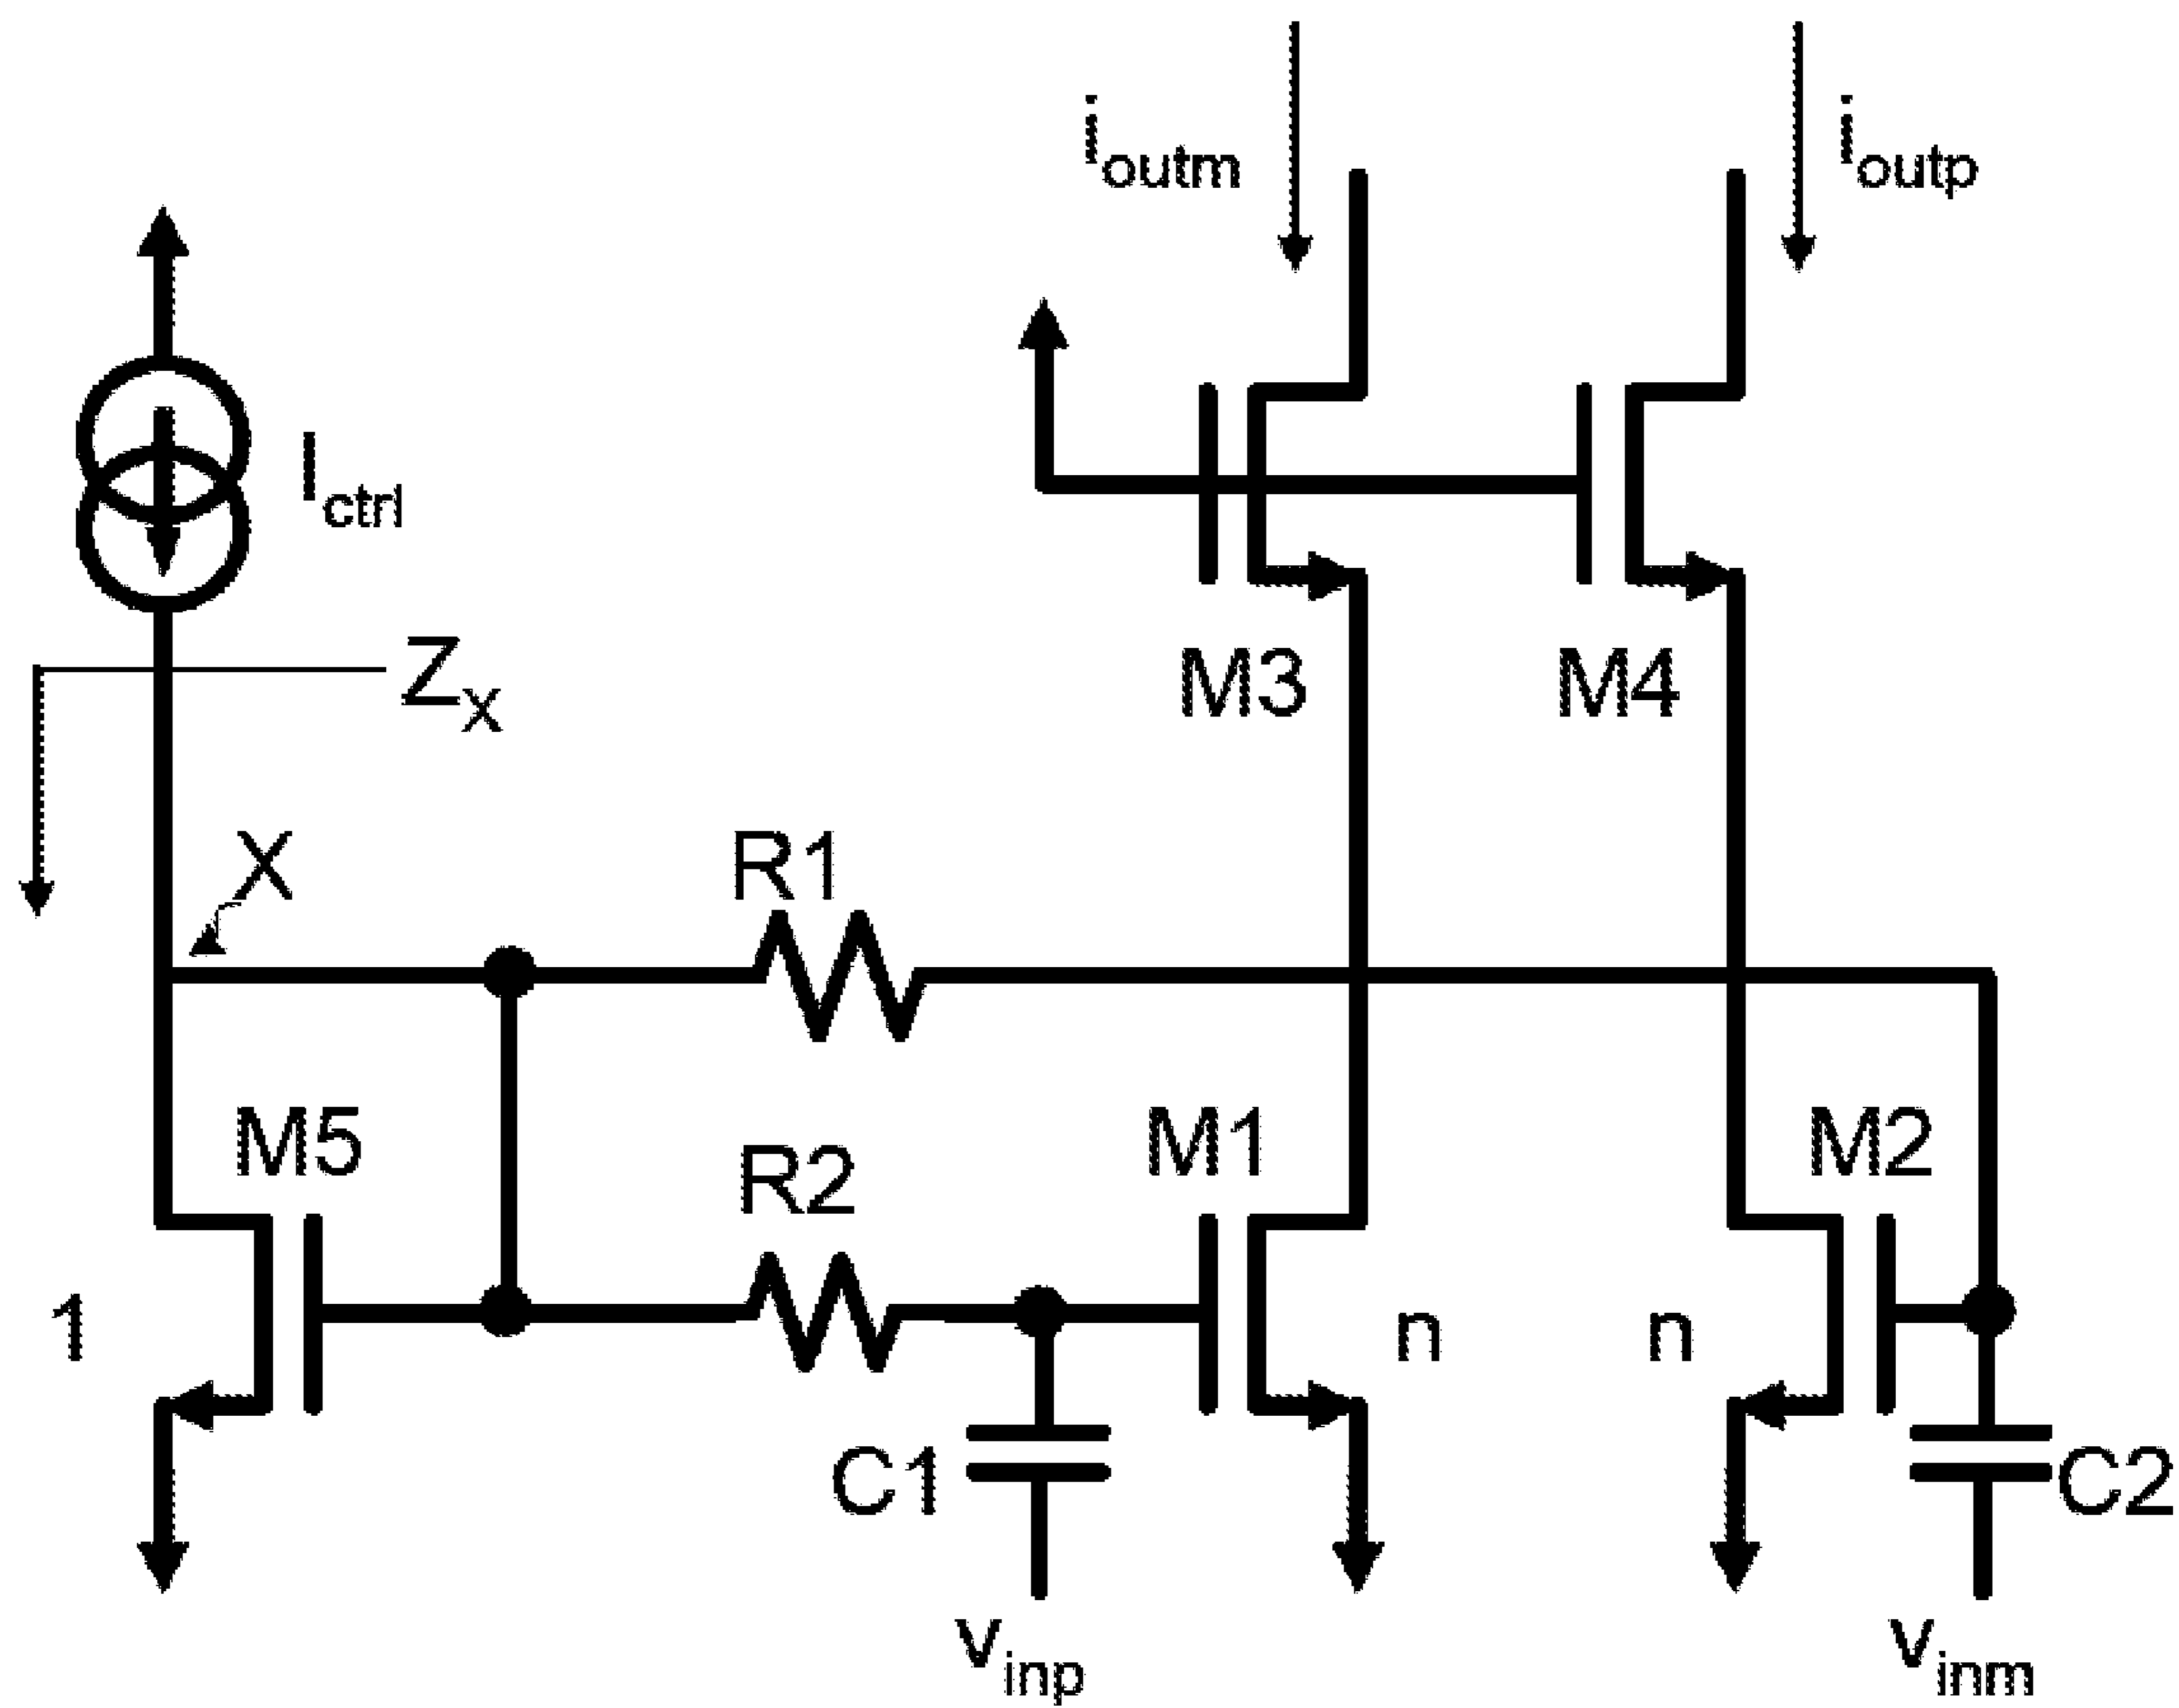 i_outm
i_outp
I_ctrl
Z_X
M3
M4
X
R1
M5
R2
M1
M2
1
n
n
C1
C2
v_inp
v_inm